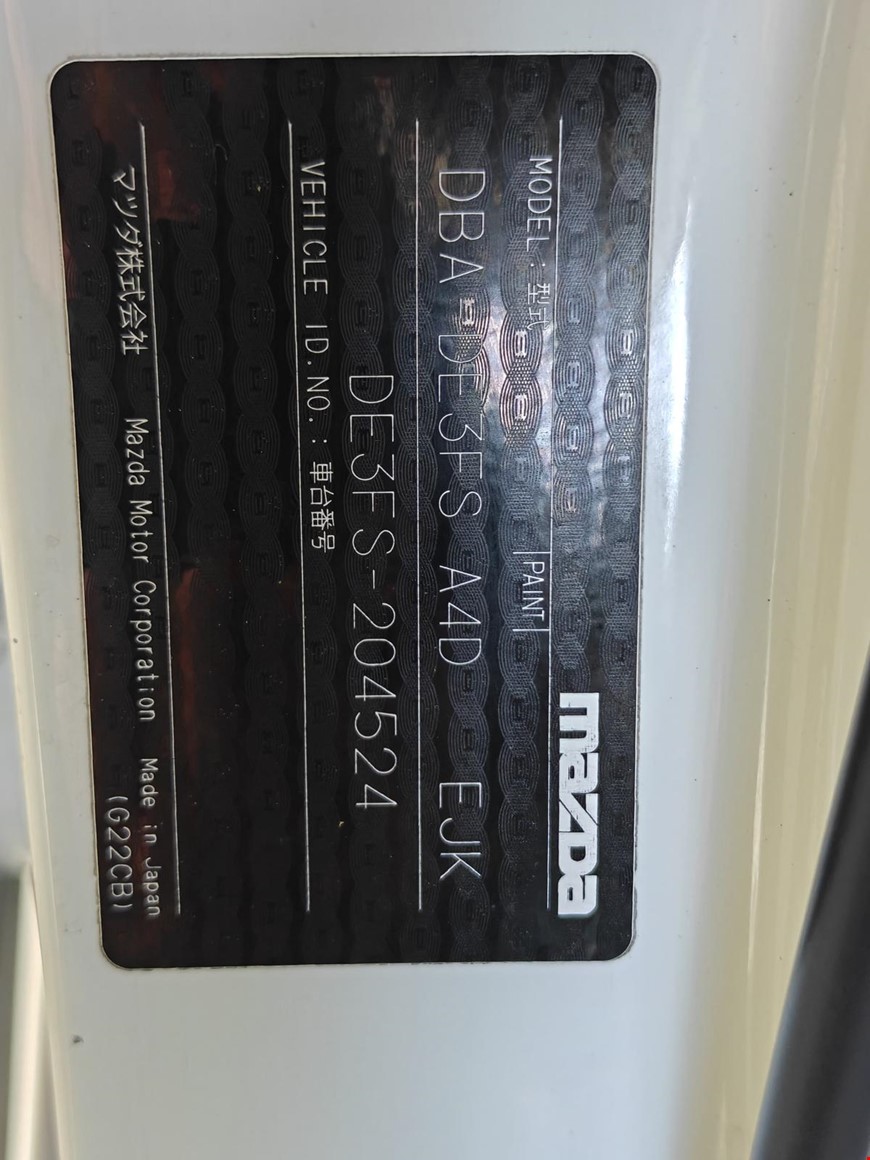 mazda
MODEL:型式 PAINT
DBA-DE3FS A4D EJK
DE3FS-204524
VEHICLE ID.NO.:車台番号
マツダ株式会社 Mazda Motor Corporation Made in Japan
(G22CB)